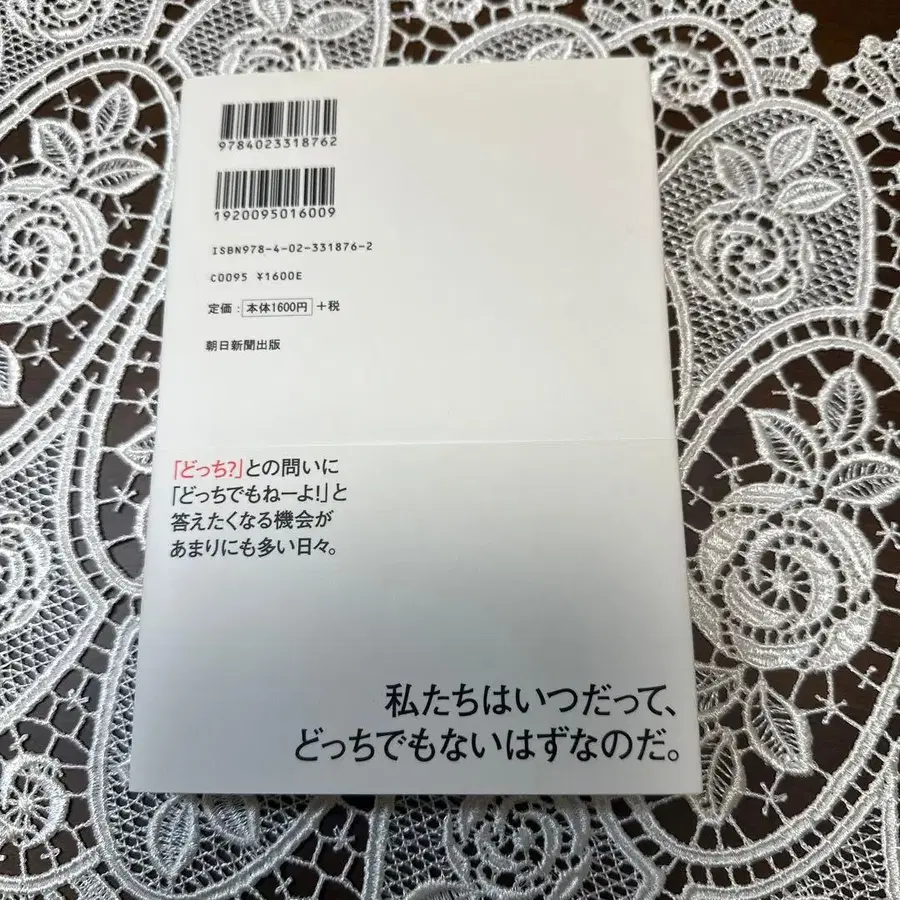 9784023318762
1920095016009
ISBN978-4-02-331876-2
C0095 ¥1600E
定価：本体1600円＋税
朝日新聞出版
「どっち?」との問いに
「どっちでもねーよ!」と
答えたくなる機会が
あまりにも多い日々。
私たちはいつだって、
どっちでもないはずなのだ。